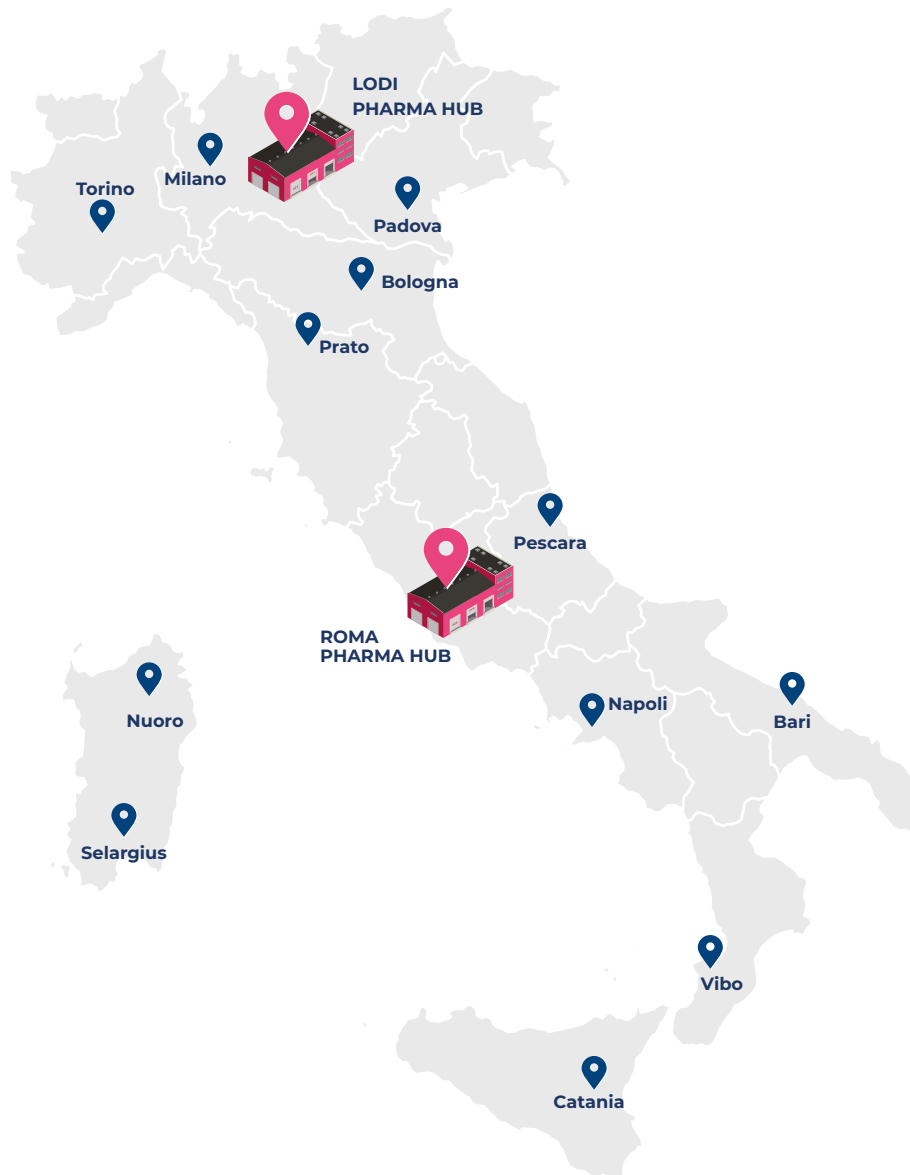 LODI
PHARMA HUB
Milano
Torino
Padova
Bologna
Prato
Pescara
ROMA
PHARMA HUB
Napoli
Bari
Nuoro
Selargius
Vibo
Catania